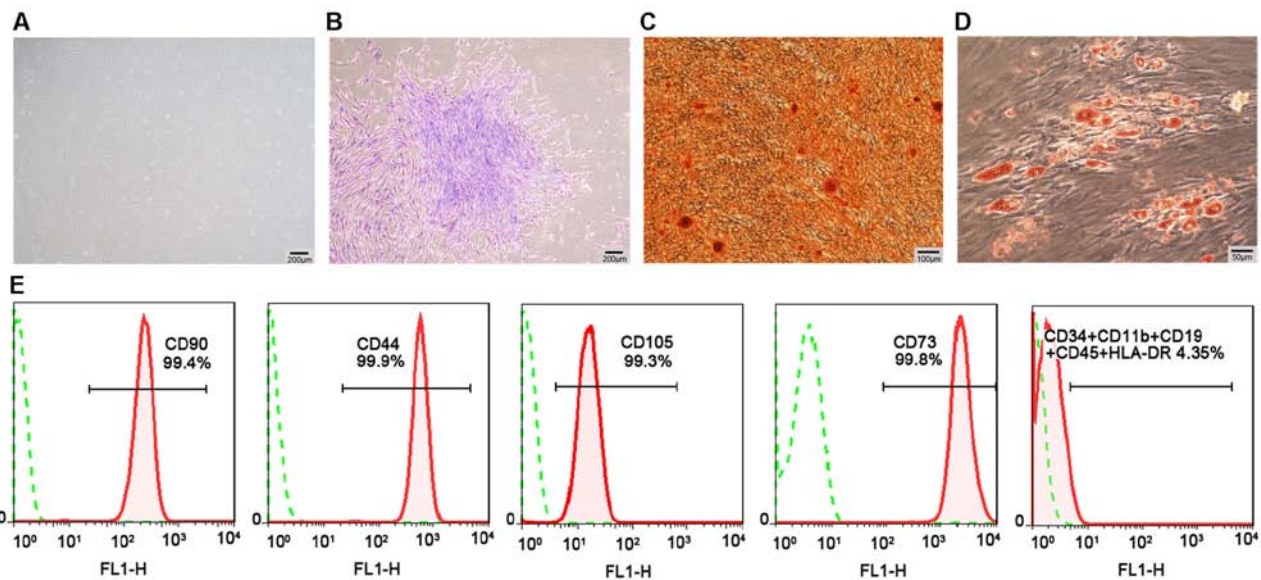 A
B
C
D
200μm
200μm
100μm
50μm
E
CD90
99.4%
CD44
99.9%
CD105
99.3%
CD73
99.8%
CD34+CD11b+CD19
+CD45+HLA-DR 4.35%
0
0
0
0
0
10⁰ 10¹ 10² 10³ 10⁴
10⁰ 10¹ 10² 10³ 10⁴
10⁰ 10¹ 10² 10³ 10⁴
10⁰ 10¹ 10² 10³ 10⁴
10⁰ 10¹ 10² 10³ 10⁴
FL1-H
FL1-H
FL1-H
FL1-H
FL1-H